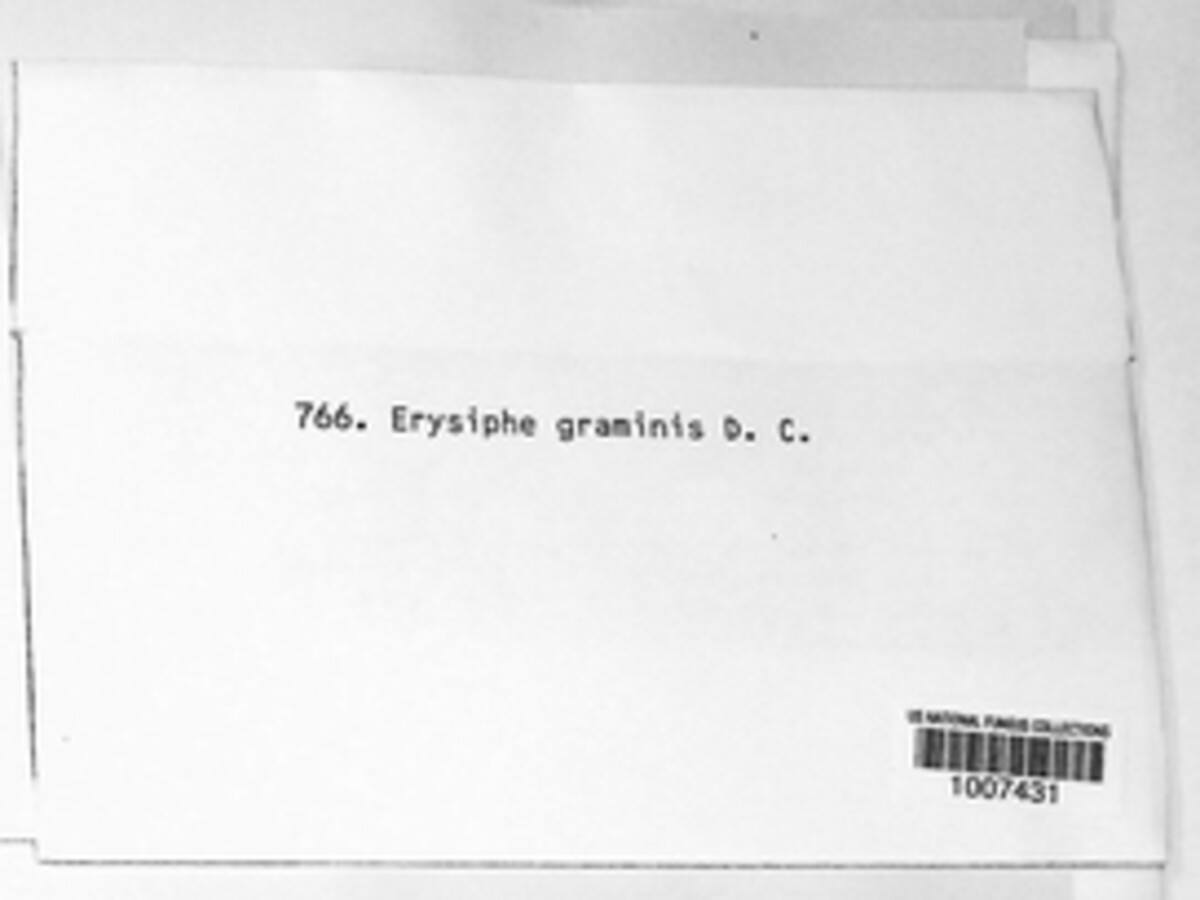 766. Erysiphe graminis D. C.
US NATIONAL FUNGUS COLLECTIONS
1007431